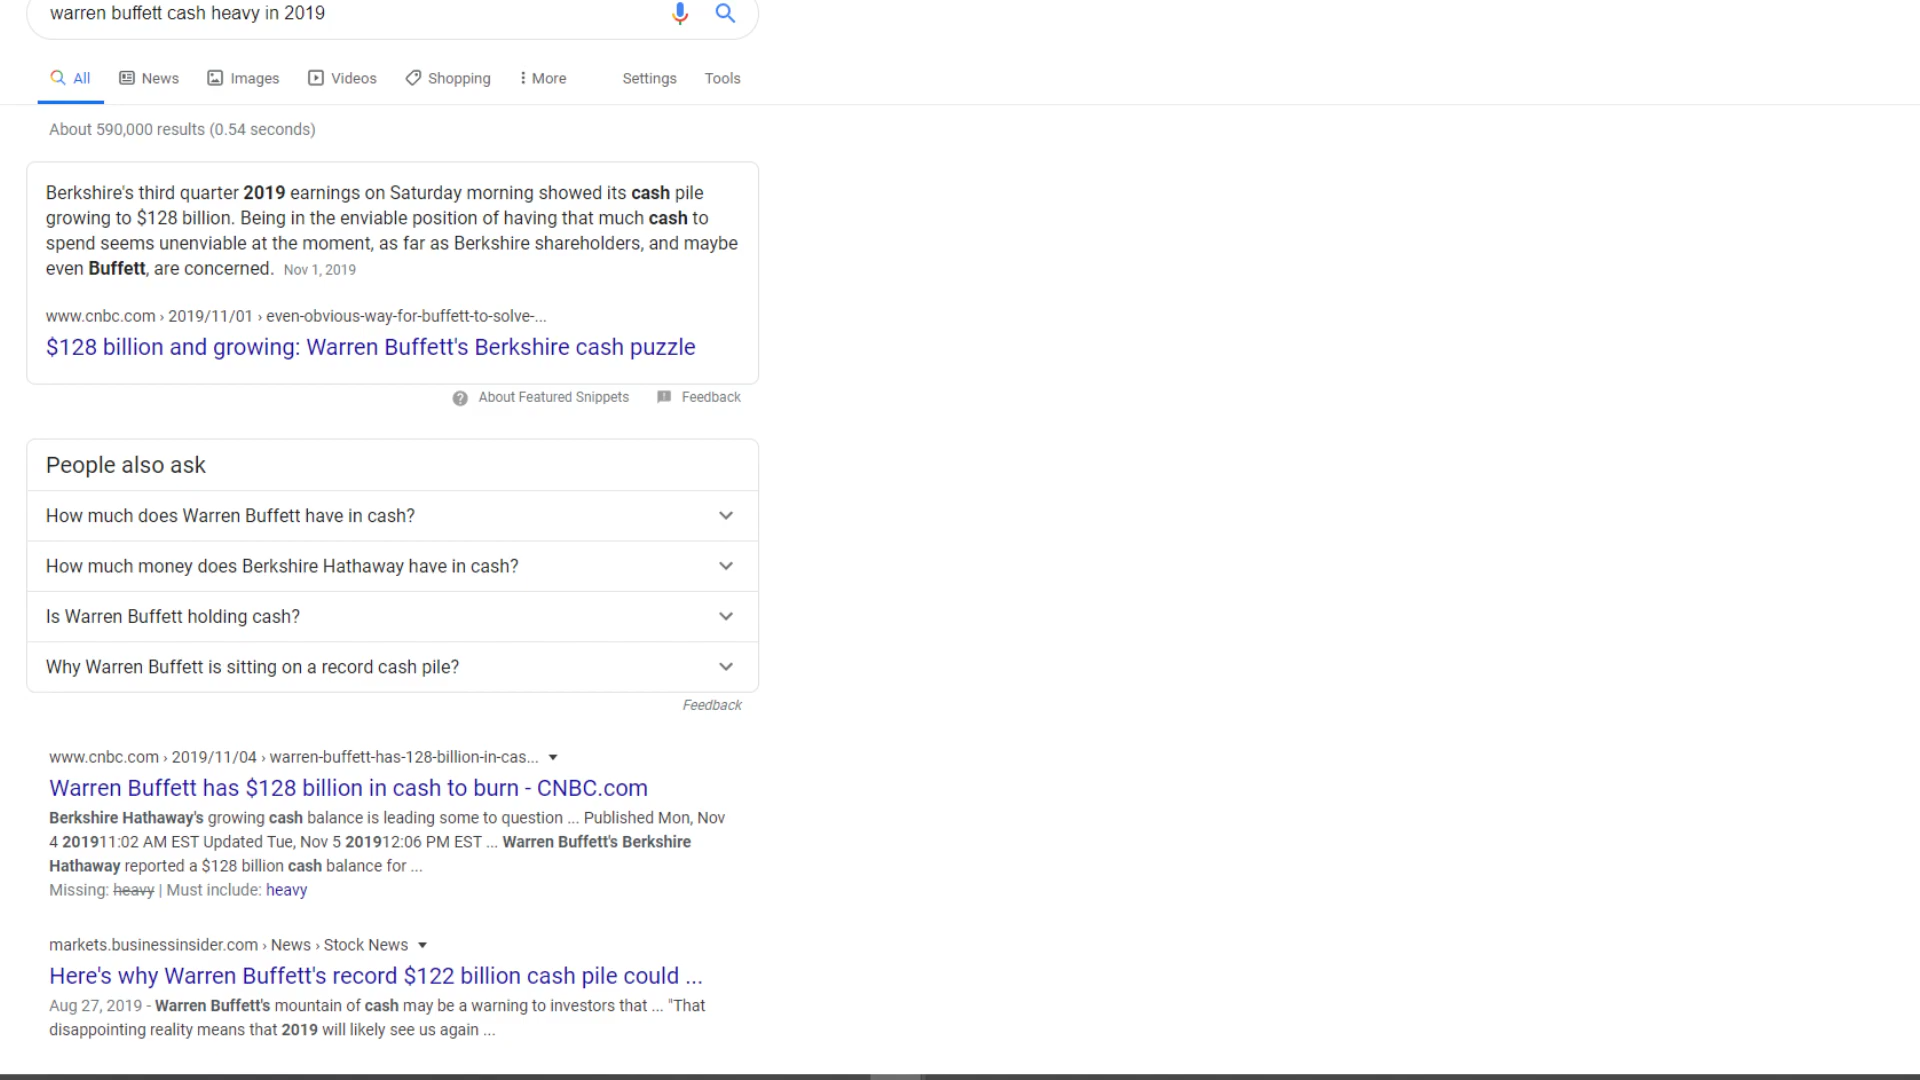 warren buffett cash heavy in 2019
All News Images Videos Shopping More Settings Tools
About 590,000 results (0.54 seconds)
Berkshire's third quarter 2019 earnings on Saturday morning showed its cash pile
growing to $128 billion. Being in the enviable position of having that much cash to
spend seems unenviable at the moment, as far as Berkshire shareholders, and maybe
even Buffett, are concerned. Nov 1, 2019
www.cnbc.com › 2019/11/01 › even-obvious-way-for-buffett-to-solve-...
$128 billion and growing: Warren Buffett's Berkshire cash puzzle
About Featured Snippets Feedback
People also ask
How much does Warren Buffett have in cash?
How much money does Berkshire Hathaway have in cash?
Is Warren Buffett holding cash?
Why Warren Buffett is sitting on a record cash pile?
Feedback
www.cnbc.com › 2019/11/04 › warren-buffett-has-128-billion-in-cas...
Warren Buffett has $128 billion in cash to burn - CNBC.com
Berkshire Hathaway's growing cash balance is leading some to question ... Published Mon, Nov
4 201911:02 AM EST Updated Tue, Nov 5 201912:06 PM EST ... Warren Buffett's Berkshire
Hathaway reported a $128 billion cash balance for ...
Missing: heavy | Must include: heavy
markets.businessinsider.com › News › Stock News
Here's why Warren Buffett's record $122 billion cash pile could ...
Aug 27, 2019 - Warren Buffett's mountain of cash may be a warning to investors that ... "That
disappointing reality means that 2019 will likely see us again ...